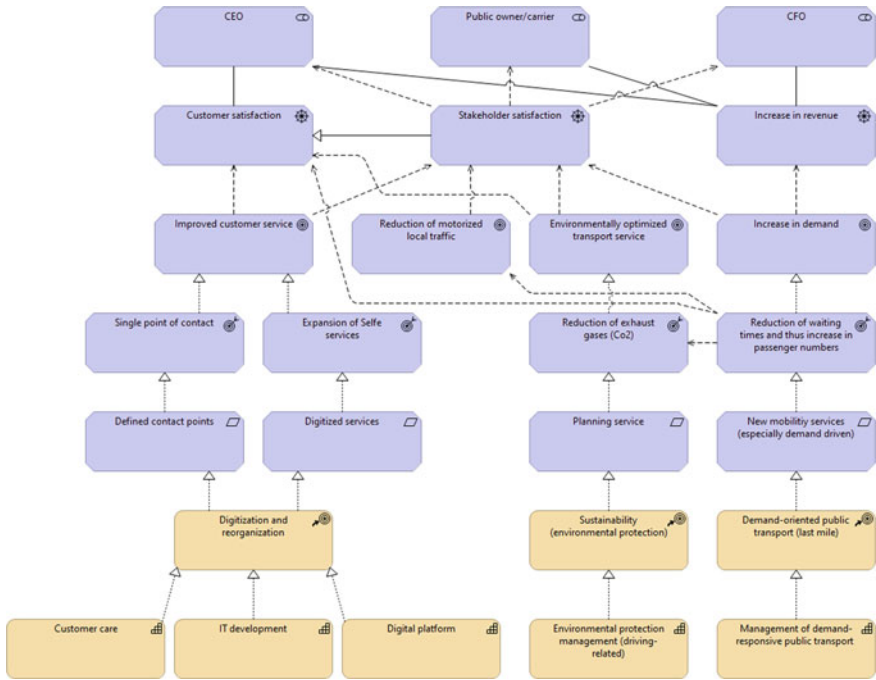 CEO
Public owner/carrier
CFO
Customer satisfaction
Stakeholder satisfaction
Increase in revenue
Improved customer service
Reduction of motorized
local traffic
Environmentally optimized
transport service
Increase in demand
Single point of contact
Expansion of Selfe
services
Reduction of exhaust
gases (Co2)
Reduction of waiting
times and thus increase in
passenger numbers
Defined contact points
Digitized services
Planning service
New mobilitiy services
(especially demand driven)
Digitization and
reorganization
Sustainability
(environmental protection)
Demand-oriented public
transport (last mile)
Customer care
IT development
Digital platform
Environmental protection
management (driving-
related)
Management of demand-
responsive public transport